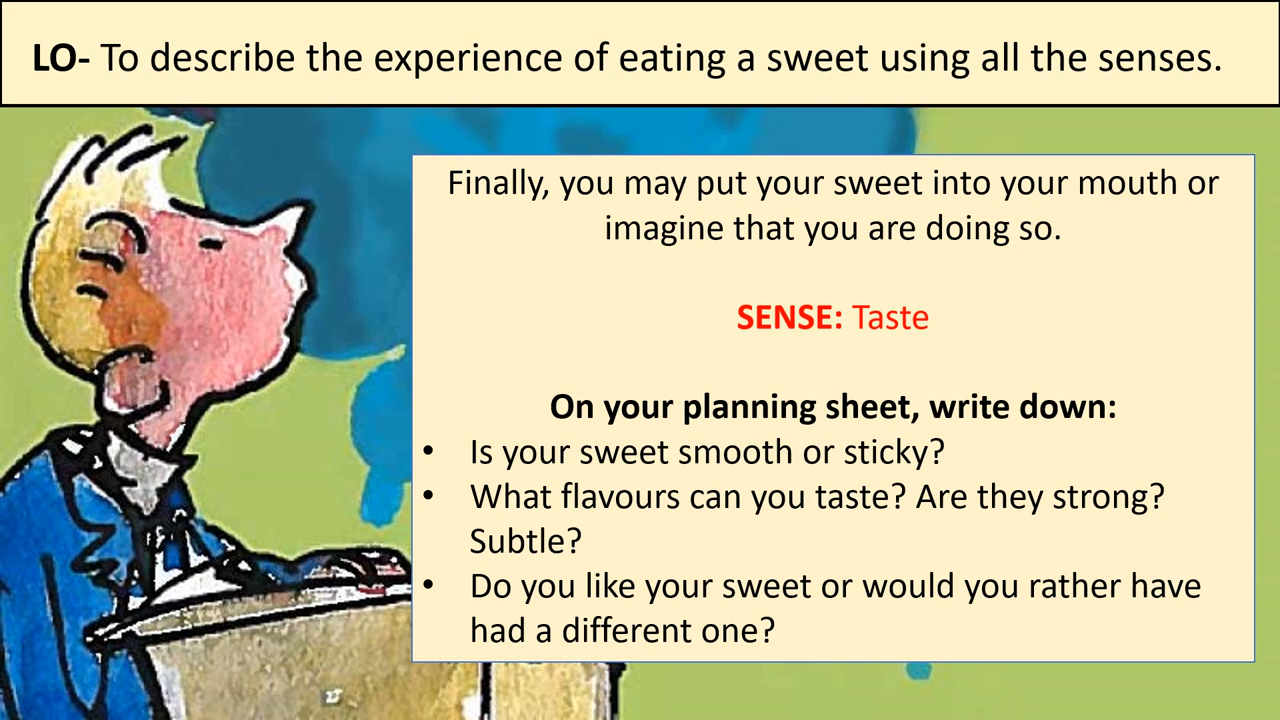 LO- To describe the experience of eating a sweet using all the senses.
Finally, you may put your sweet into your mouth or
imagine that you are doing so.
SENSE: Taste
On your planning sheet, write down:
• Is your sweet smooth or sticky?
• What flavours can you taste? Are they strong?
Subtle?
• Do you like your sweet or would you rather have
had a different one?